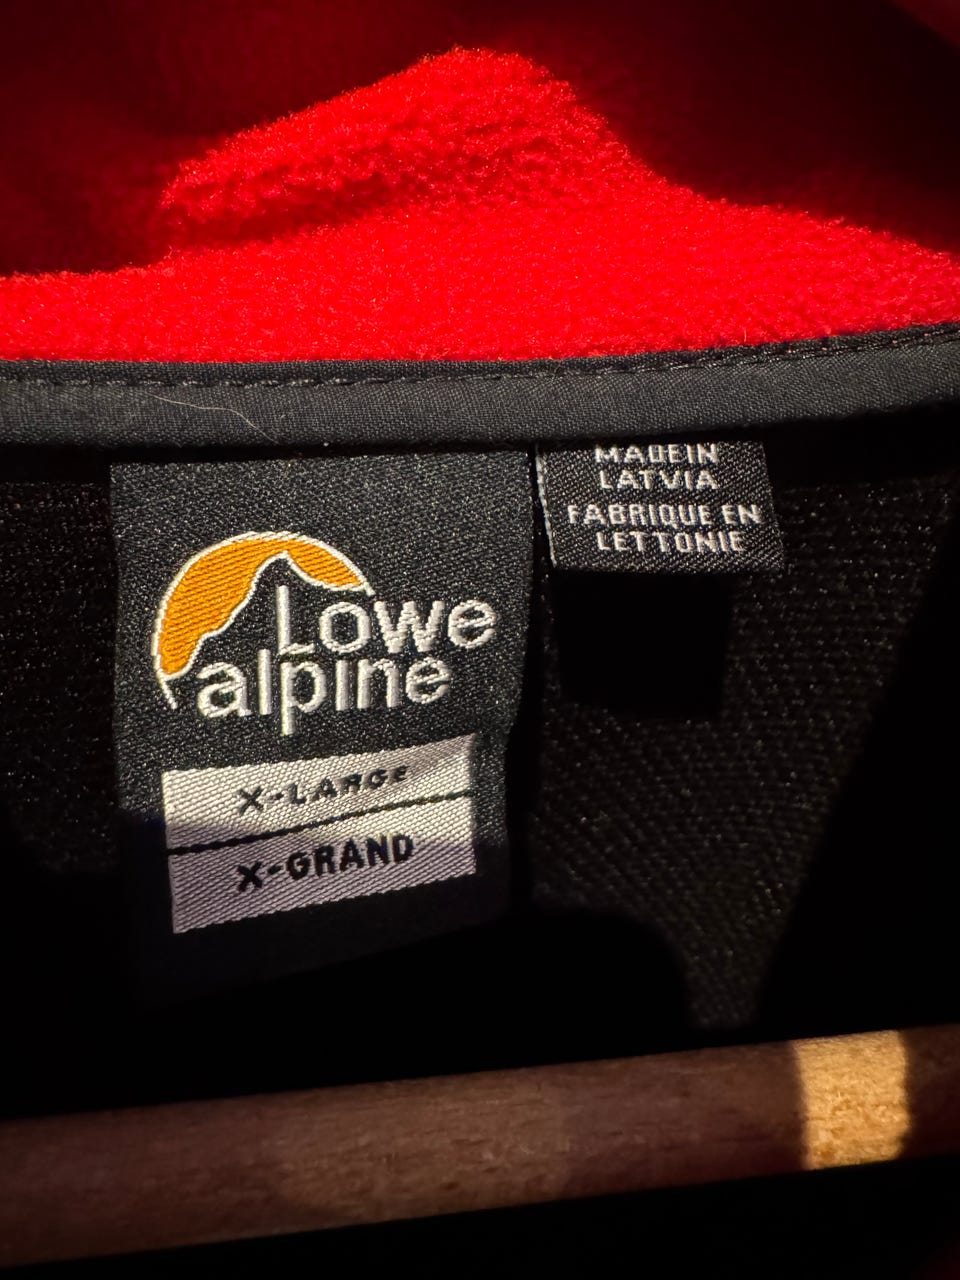 MADE IN
LATVIA
FABRIQUE EN
LETTONIE
Lowe
alpine
X-LARGE
X-GRAND